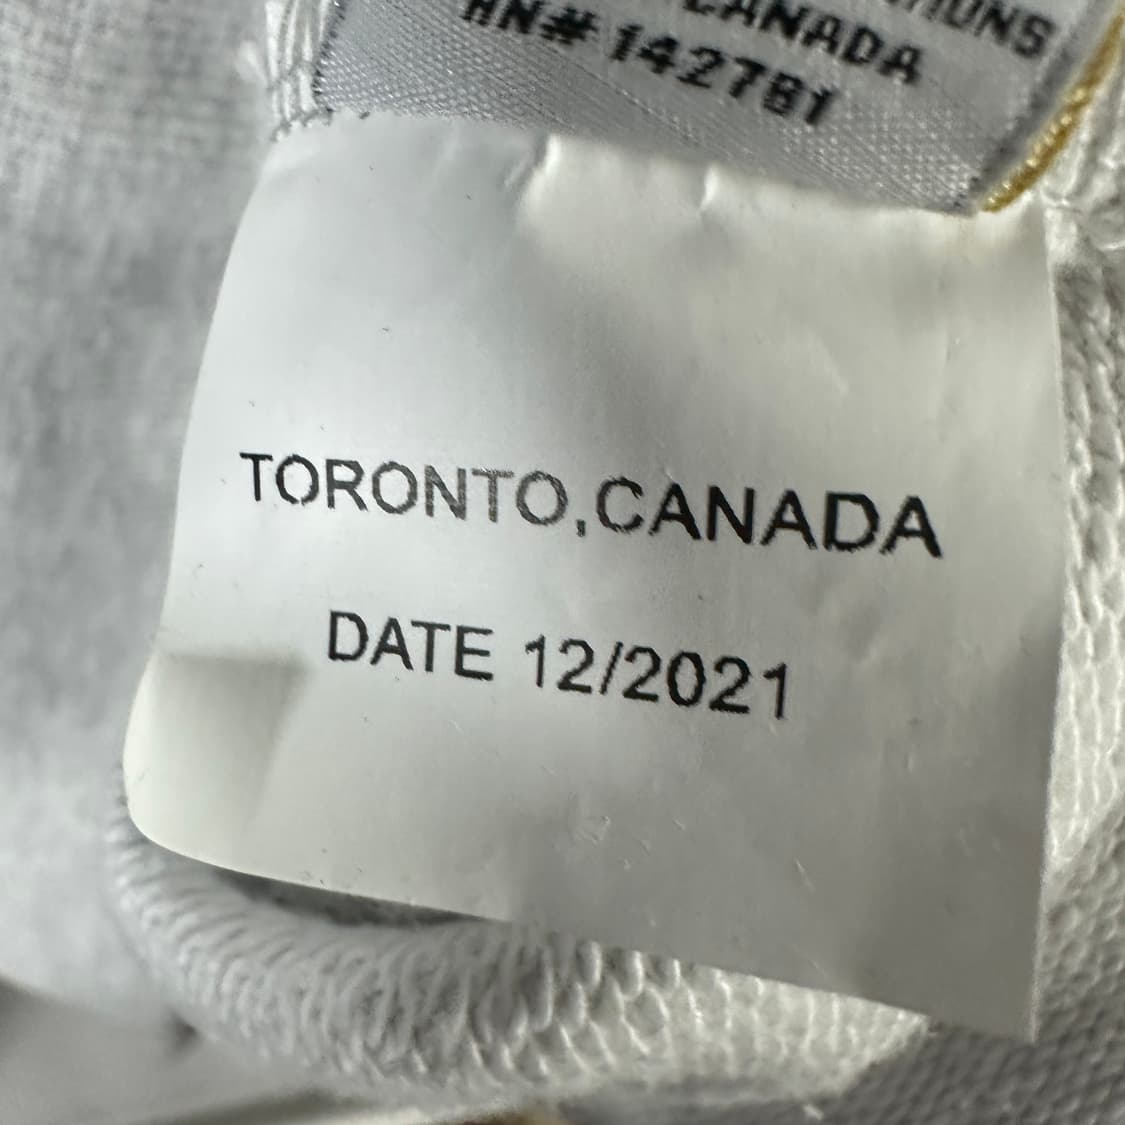 CANADA
RN# 142781
TORONTO,CANADA
DATE 12/2021